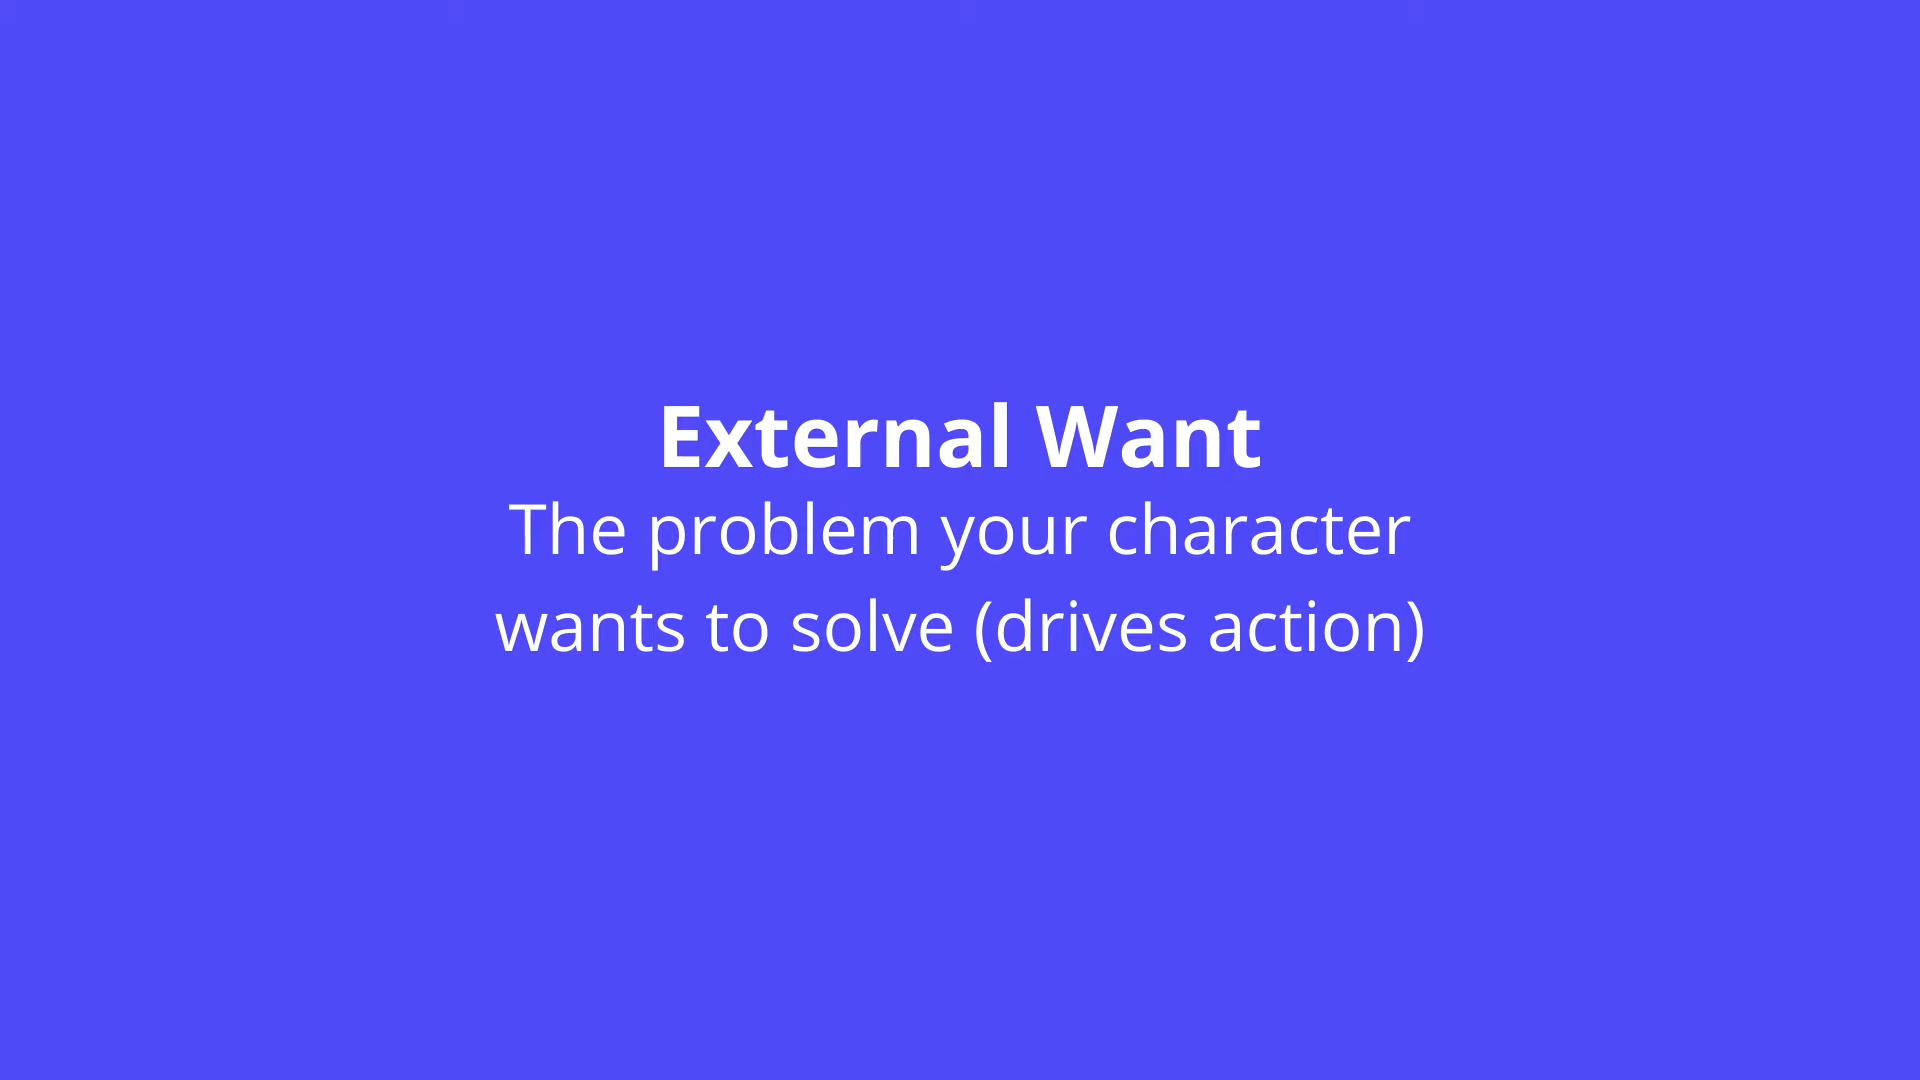 External Want
The problem your character
wants to solve (drives action)